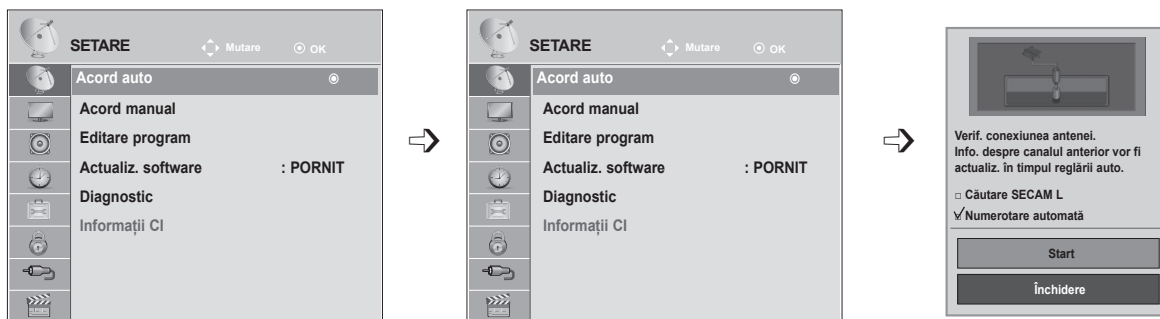 SETARE Mutare OK
Acord auto
Acord manual
Editare program
Actualiz. software : PORNIT
Diagnostic
Informații CI
SETARE Mutare OK
Acord auto
Acord manual
Editare program
Actualiz. software : PORNIT
Diagnostic
Informații CI
Verif. conexiunea antenei.
Info. despre canalul anterior vor fi
actualiz. în timpul reglării auto.
Căutare SECAM L
Numerotare automată
Start
Închidere